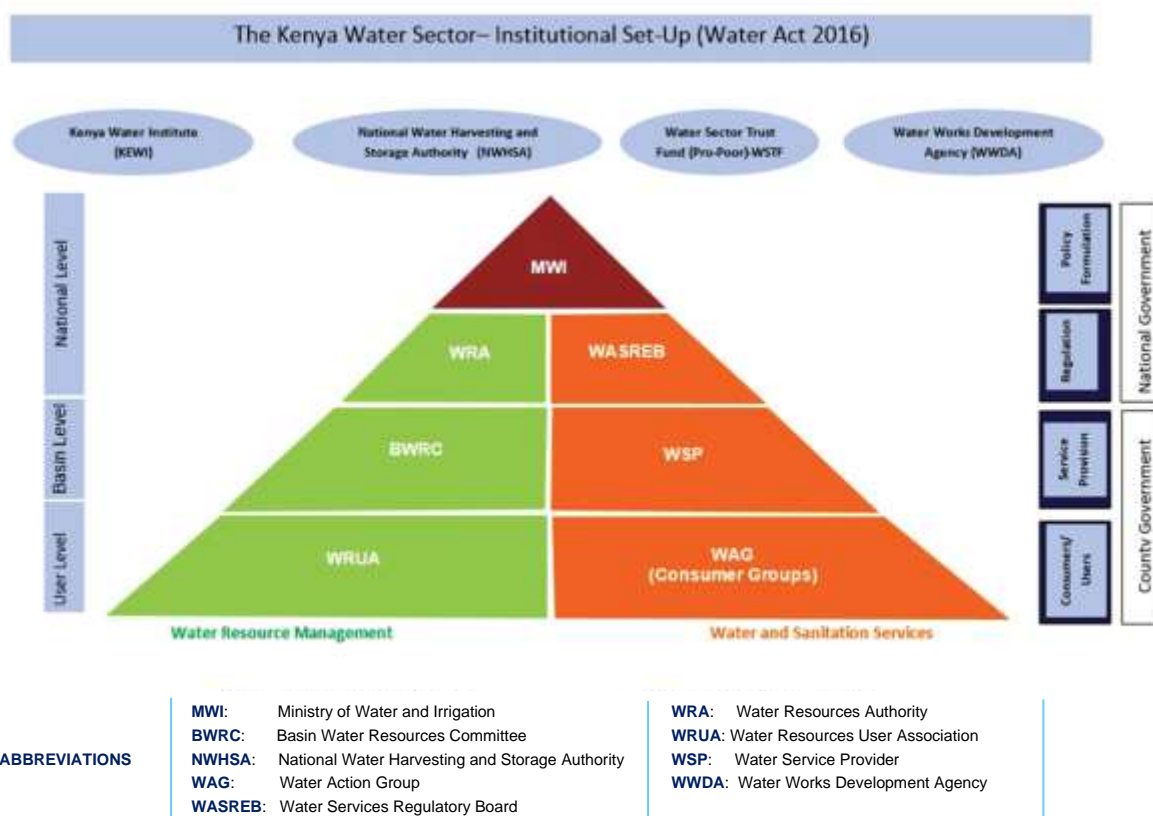 The Kenya Water Sector– Institutional Set-Up (Water Act 2016)
Kenya Water Institute
(KEWI)
National Water Harvesting and
Storage Authority (NWHSA)
Water Sector Trust
Fund (Pro-Poor)-WSTF
Water Works Development
Agency (WWDA)
National Level
Basin Level
User Level
MWI
WRA
WASREB
BWRC
WSP
WRUA
WAG
(Consumer Groups)
Policy
Formulation
Regulation
Service
Provision
Consumers/
Users
National Government
County Government
Water Resource Management
Water and Sanitation Services
ABBREVIATIONS
MWI: Ministry of Water and Irrigation
BWRC: Basin Water Resources Committee
NWHSA: National Water Harvesting and Storage Authority
WAG: Water Action Group
WASREB: Water Services Regulatory Board
WRA: Water Resources Authority
WRUA: Water Resources User Association
WSP: Water Service Provider
WWDA: Water Works Development Agency